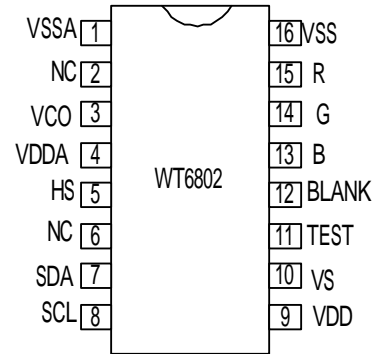 VSSA 1 16 VSS
NC 2 15 R
VCO 3 14 G
VDDA 4 13 B
WT6802
HS 5 12 BLANK
NC 6 11 TEST
SDA 7 10 VS
SCL 8 9 VDD